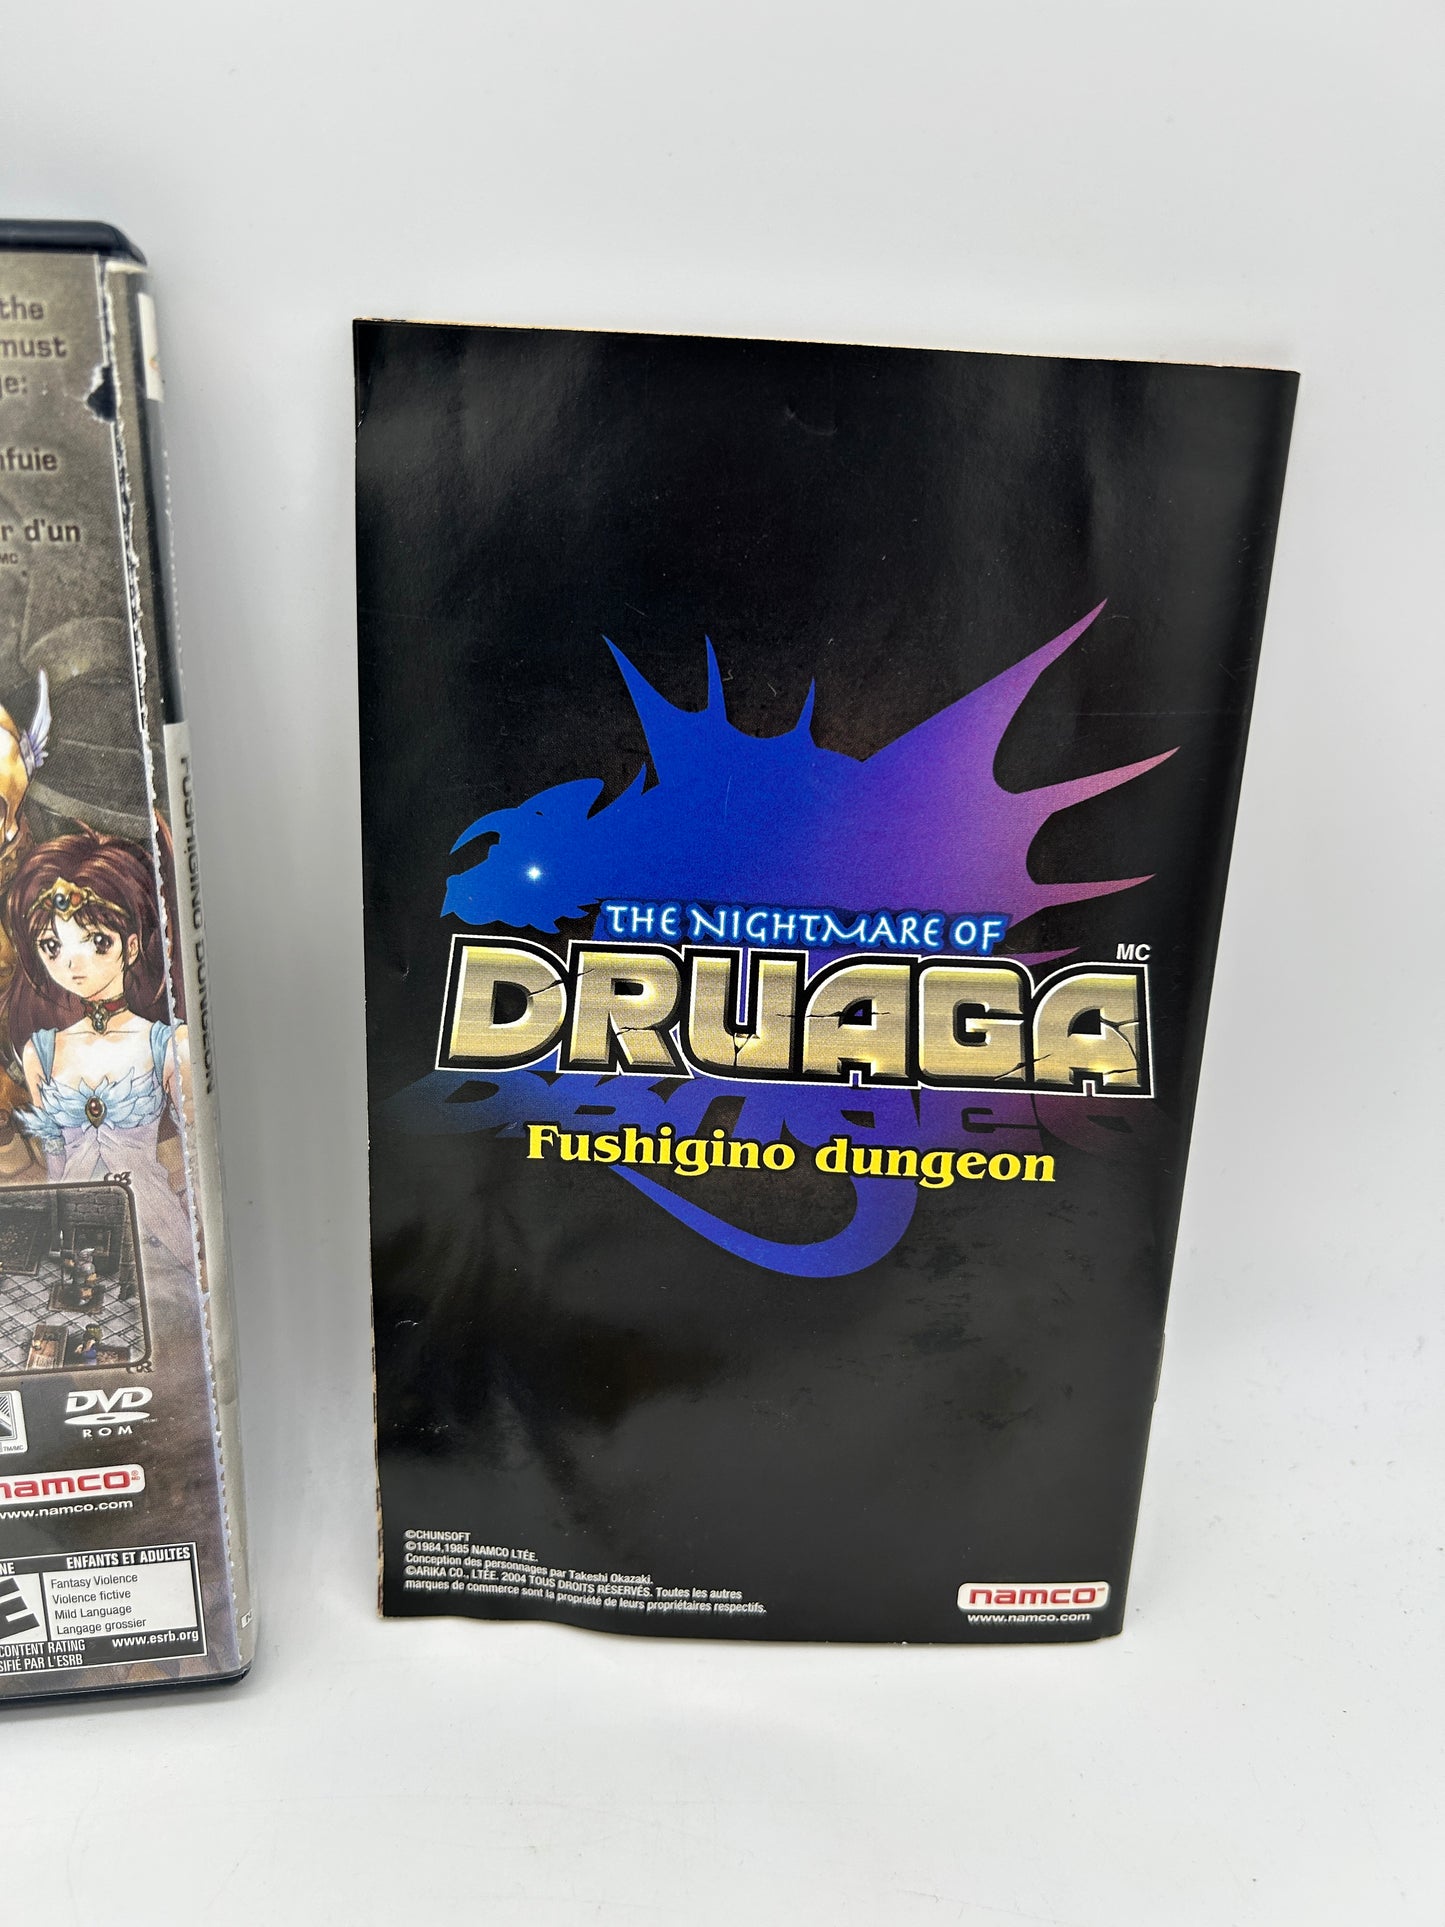 the
must
ge:
nfuie
r d'un
MC
FUSHIGINO DUNGEON
DVD
ROM
TM/MC
namco
www.namco.com
ENFANTS ET ADULTES
Fantasy Violence
Violence fictive
Mild Language
Langage grossier
CONTENT RATING
www.esrb.org
SIFIÉ PAR L'ESRB
THE NIGHTMARE OF
DRUAGA MC
Fushigino dungeon
©CHUNSOFT
©1984,1985 NAMCO LTÉE.
Conception des personnages par Takeshi Okazaki.
©ARIKA CO., LTÉE. 2004 TOUS DROITS RÉSERVÉS. Toutes les autres
marques de commerce sont la propriété de leurs propriétaires respectifs.
namco
www.namco.com